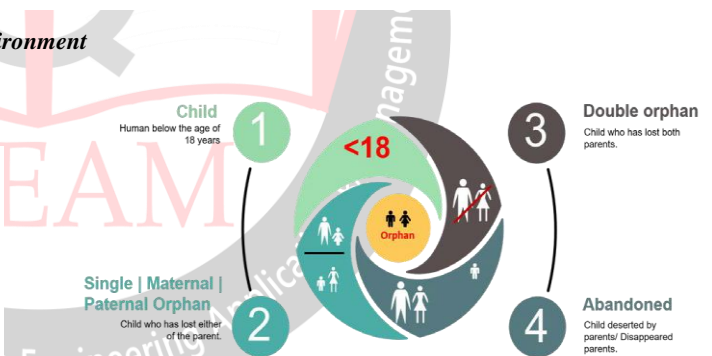 ironment
Child
Human below the age of
18 years
1
<18
3
Double orphan
Child who has lost both
parents.
EAM
Orphan
Single | Maternal |
Paternal Orphan
Child who has lost either
of the parent.
2
4
Abandoned
Child deserted by
parents/ Disappeared
parents.